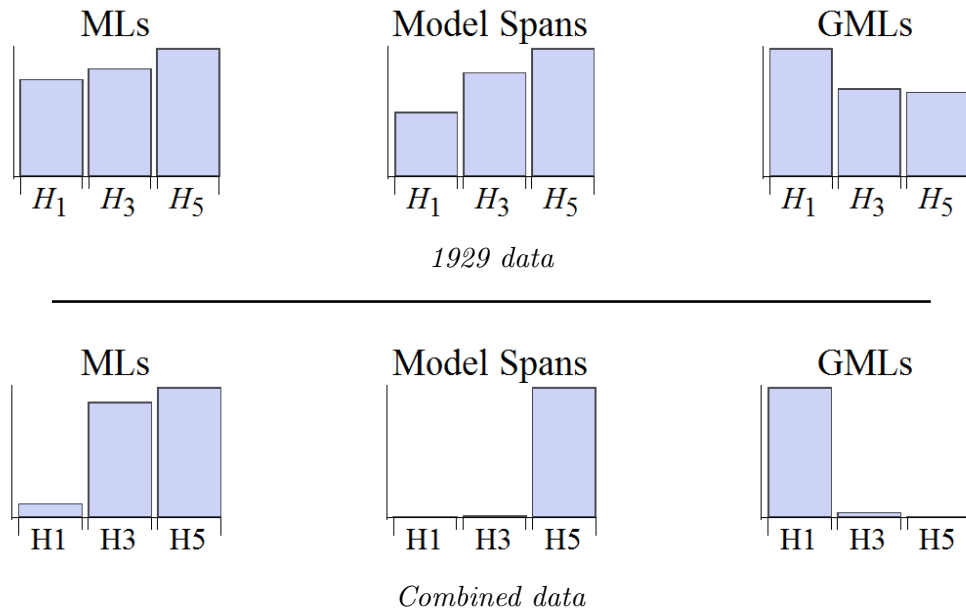 MLs Model Spans GMLs
H₁ H₃ H₅ H₁ H₃ H₅ H₁ H₃ H₅
1929 data
MLs Model Spans GMLs
H1 H3 H5 H1 H3 H5 H1 H3 H5
Combined data